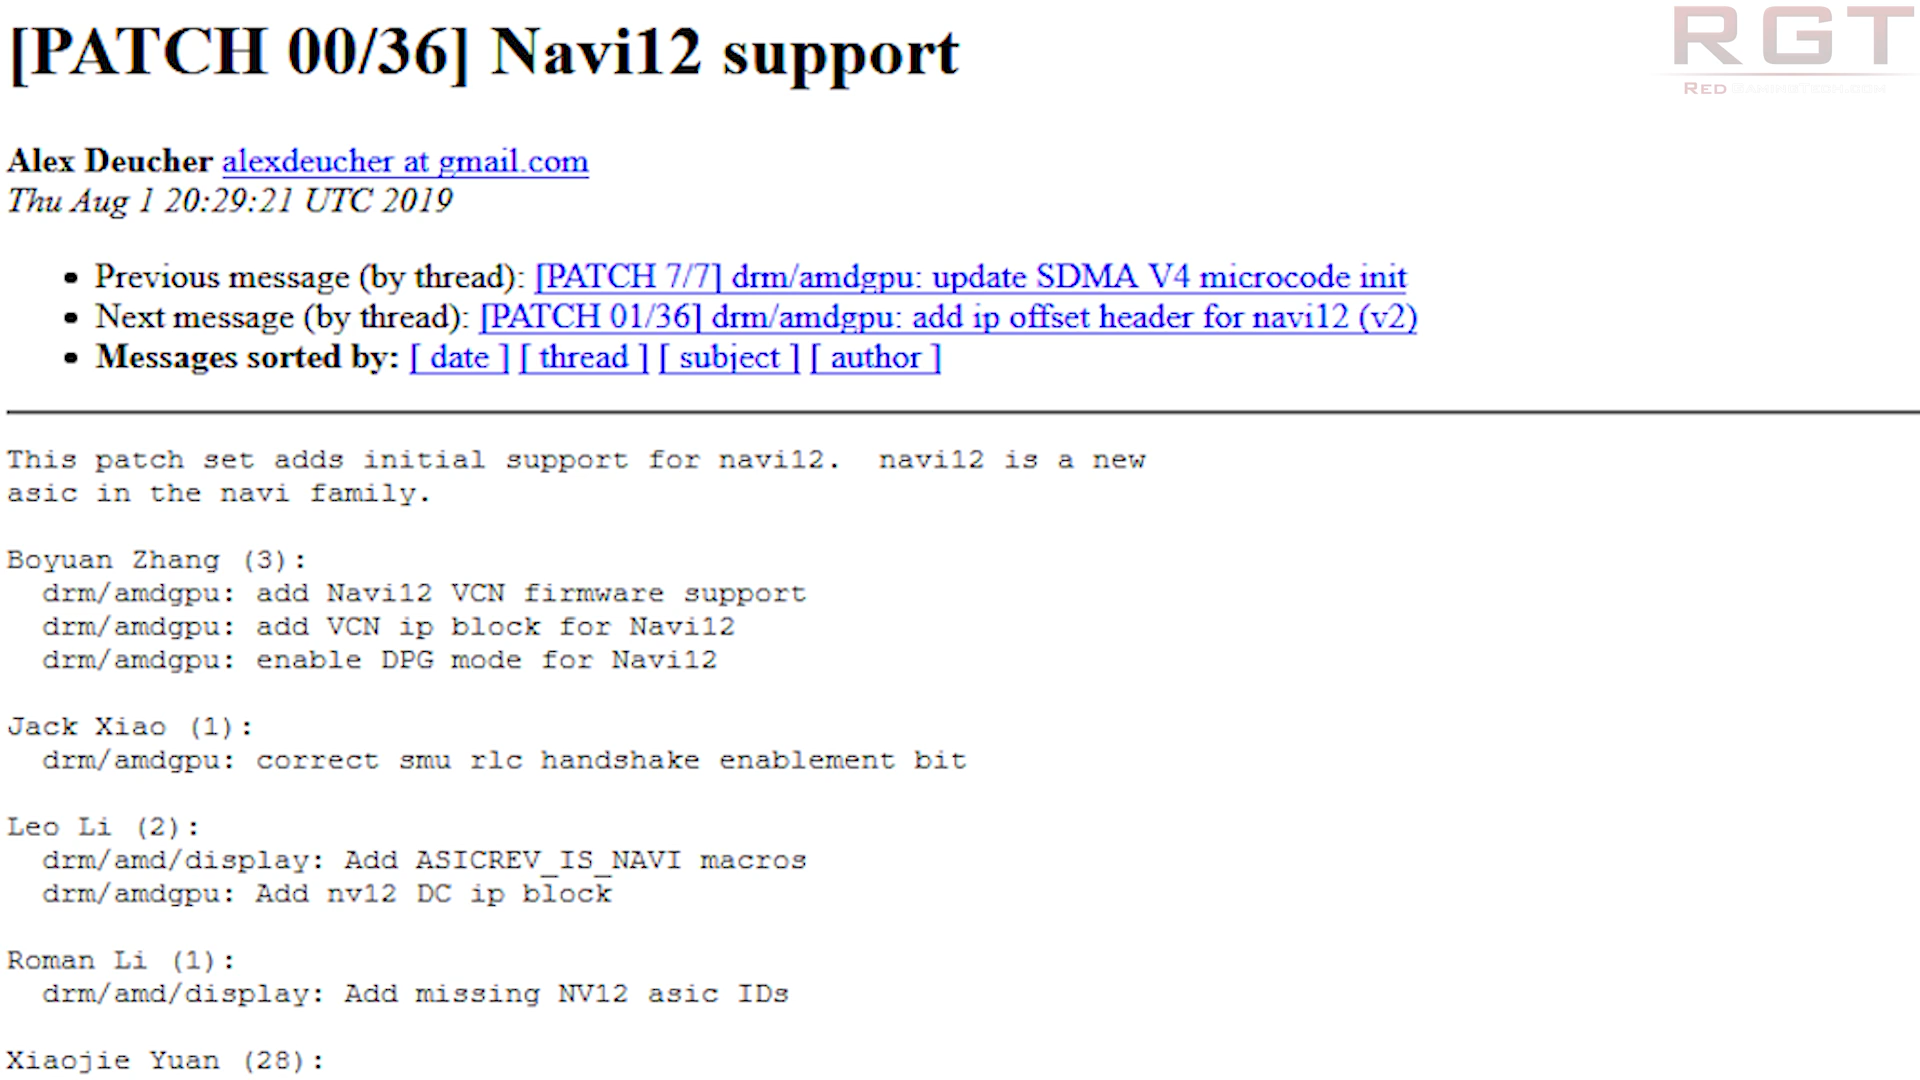 [PATCH 00/36] Navi12 support
RGT
RED GAMINGTECH.COM
Alex Deucher alexdeucher at gmail.com
Thu Aug 1 20:29:21 UTC 2019
• Previous message (by thread): [PATCH 7/7] drm/amdgpu: update SDMA V4 microcode init
• Next message (by thread): [PATCH 01/36] drm/amdgpu: add ip offset header for navi12 (v2)
• Messages sorted by: [ date ] [ thread ] [ subject ] [ author ]
This patch set adds initial support for navi12. navi12 is a new
asic in the navi family.
Boyuan Zhang (3):
drm/amdgpu: add Navi12 VCN firmware support
drm/amdgpu: add VCN ip block for Navi12
drm/amdgpu: enable DPG mode for Navi12
Jack Xiao (1):
drm/amdgpu: correct smu rlc handshake enablement bit
Leo Li (2):
drm/amd/display: Add ASICREV_IS_NAVI macros
drm/amdgpu: Add nv12 DC ip block
Roman Li (1):
drm/amd/display: Add missing NV12 asic IDs
Xiaojie Yuan (28):